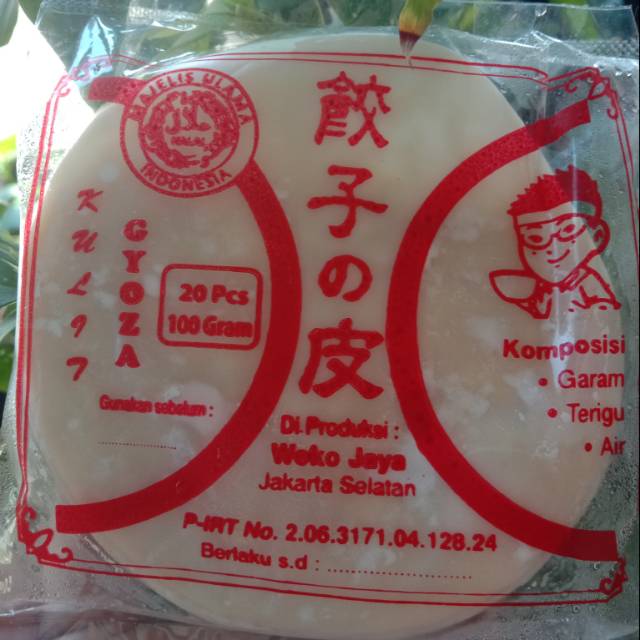 MAJELIS ULAMA
HALAL
INDONESIA
餃子の皮
KULIT
GYOZA
20 Pcs
100 Gram
Gunakan sebelum :
Komposisi
• Garam
• Terigu
• Air
Di Produksi :
Woko Jaya
Jakarta Selatan
P-IRT No. 2.06.3171.04.128.24
Berlaku s.d :